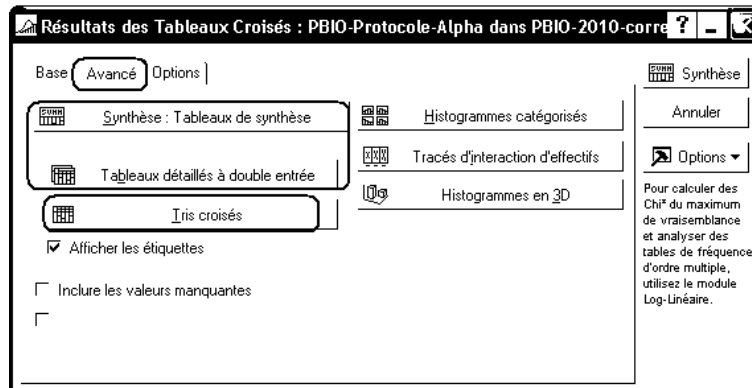 Résultats des Tableaux Croisés : PBIO-Protocole-Alpha dans PBIO-2010-corre
Base Avancé Options
Synthèse : Tableaux de synthèse
Tableaux détaillés à double entrée
Tris croisés
Afficher les étiquettes
Inclure les valeurs manquantes
Histogrammes catégorisés
Tracés d'interaction d'effectifs
Histogrammes en 3D
Synthèse
Annuler
Options
Pour calculer des
Chi² du maximum
de vraisemblance
et analyser des
tables de fréquence
d'ordre multiple,
utilisez le module
Log-Linéaire.